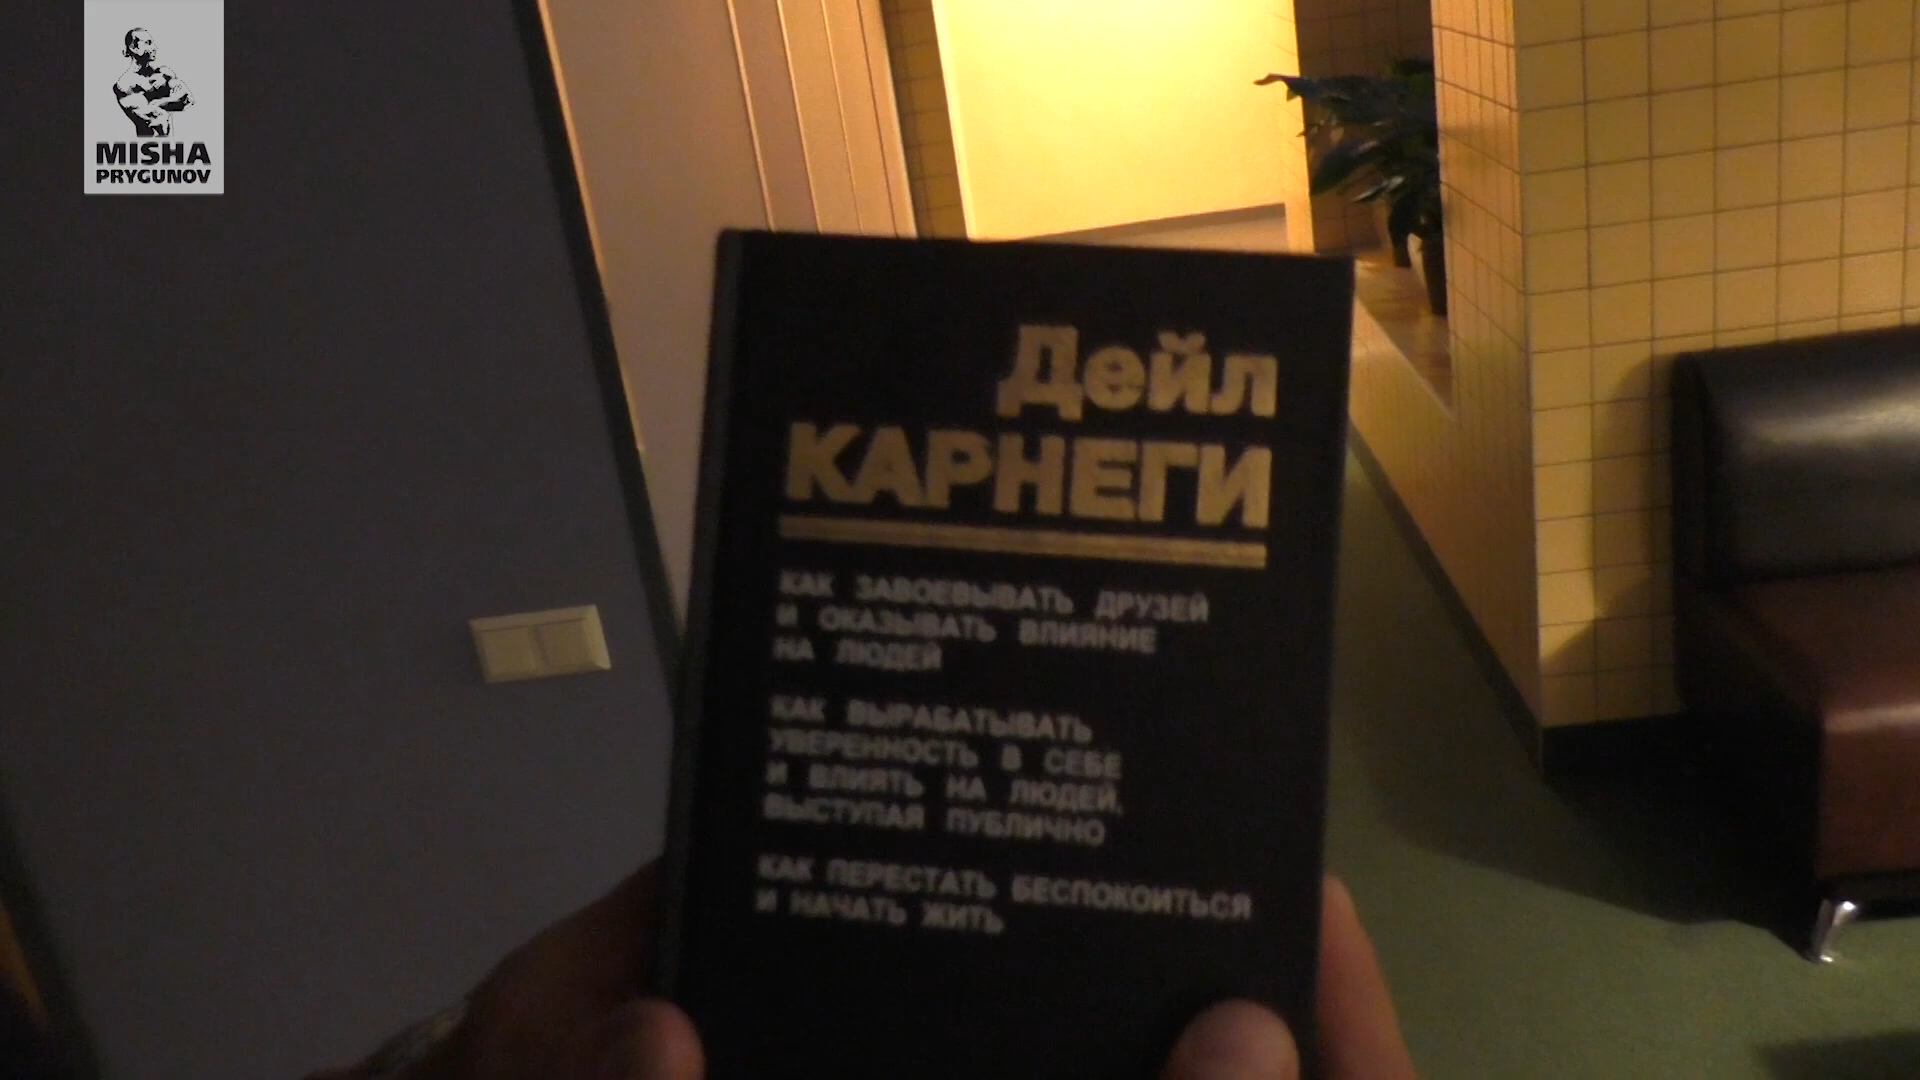 MISHA
PRYGUNOV
Дейл
КАРНЕГИ
КАК ЗАВОЕВЫВАТЬ ДРУЗЕЙ
И ОКАЗЫВАТЬ ВЛИЯНИЕ
НА ЛЮДЕЙ
КАК ВЫРАБАТЫВАТЬ
УВЕРЕННОСТЬ В СЕБЕ
И ВЛИЯТЬ НА ЛЮДЕЙ,
ВЫСТУПАЯ ПУБЛИЧНО
КАК ПЕРЕСТАТЬ БЕСПОКОИТЬСЯ
И НАЧАТЬ ЖИТЬ